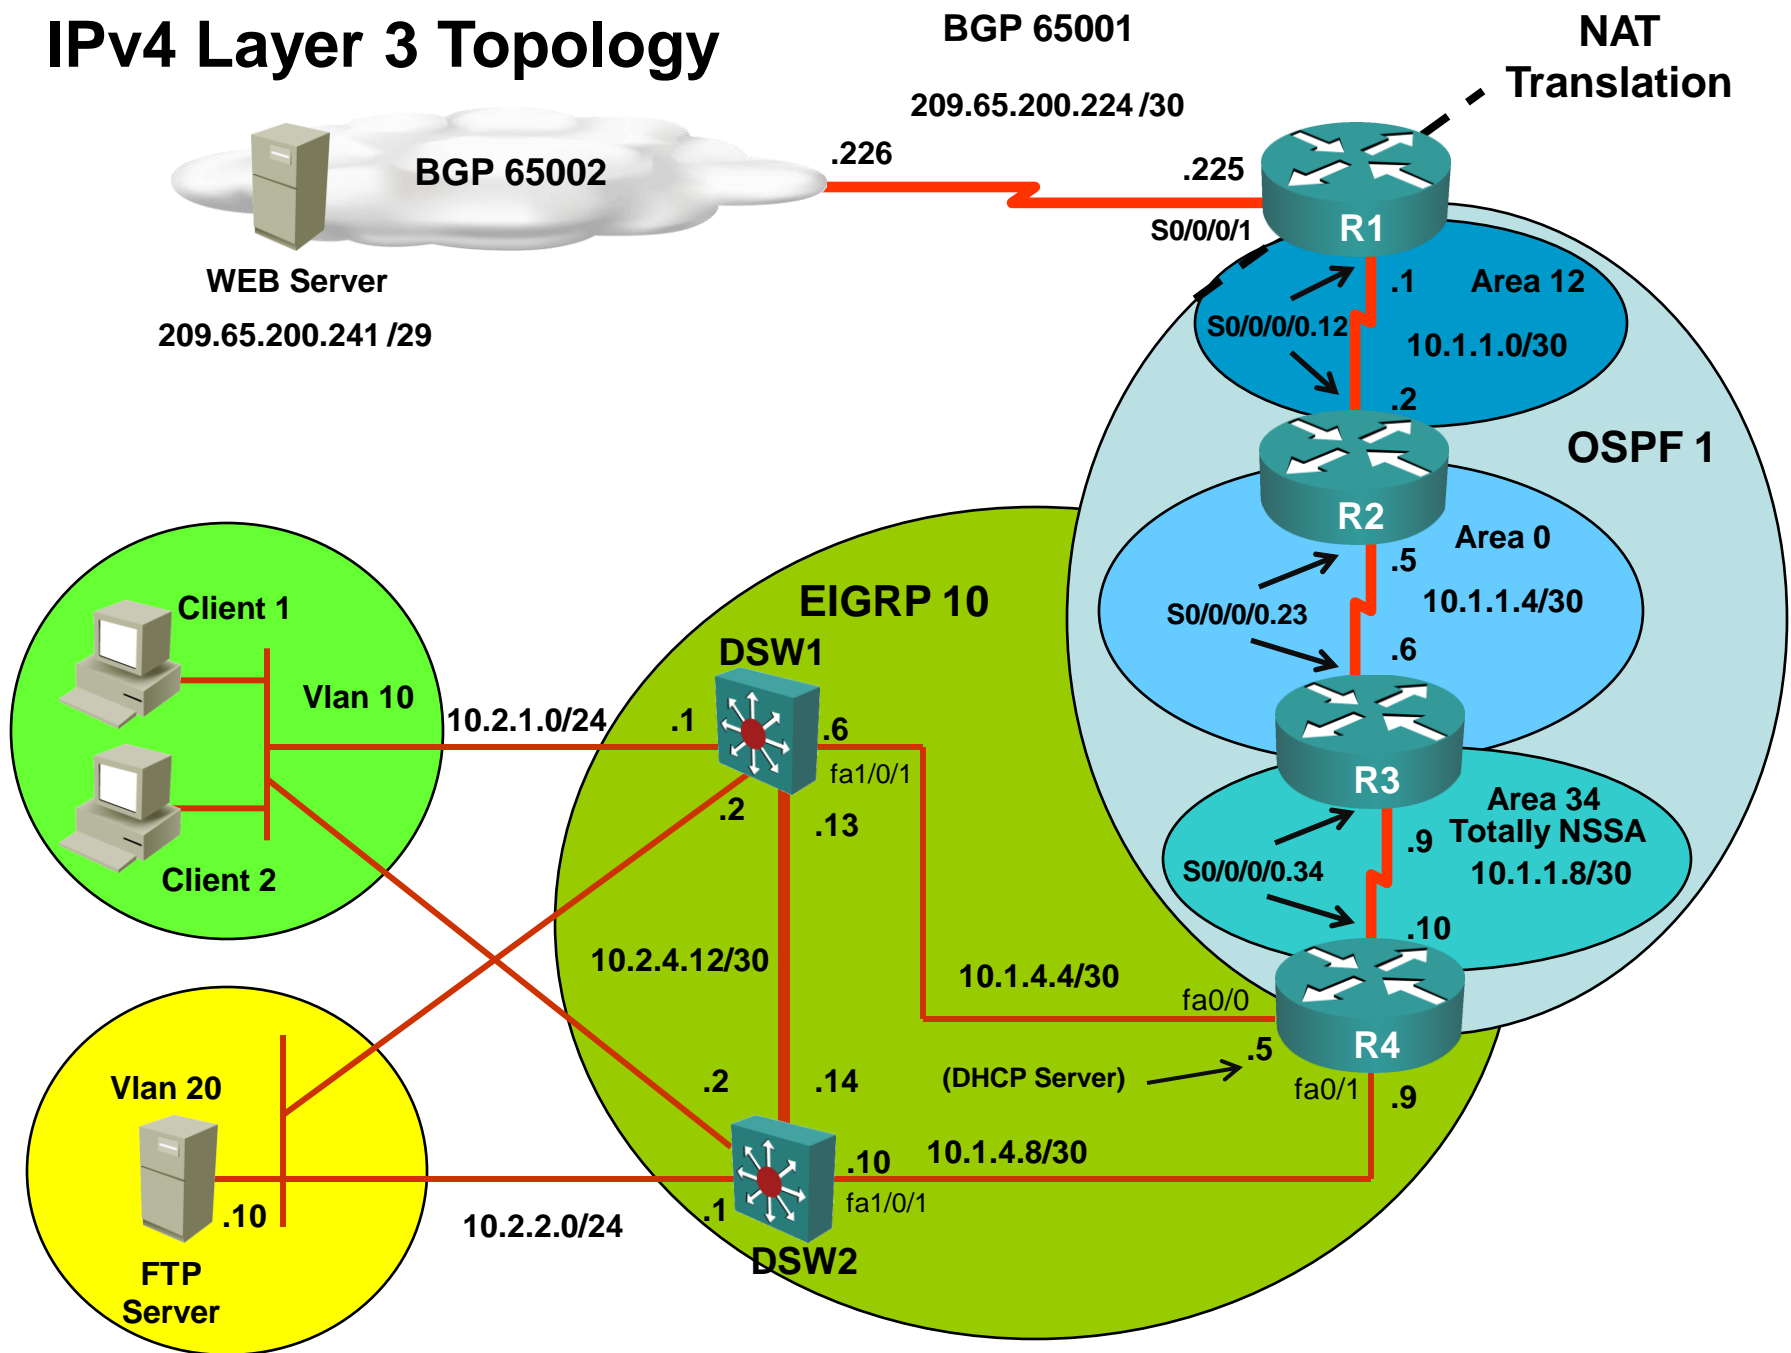 IPv4 Layer 3 Topology
BGP 65001
NAT
Translation
209.65.200.224 /30
BGP 65002
.226
.225
S0/0/0/1
R1
WEB Server
209.65.200.241 /29
.1
Area 12
S0/0/0/0.12
10.1.1.0/30
.2
OSPF 1
R2
.5
Area 0
S0/0/0/0.23
10.1.1.4/30
.6
EIGRP 10
Client 1
DSW1
Vlan 10
10.2.1.0/24
.1
.6
fa1/0/1
.2
.13
R3
Area 34
Totally NSSA
.9
S0/0/0/0.34
10.1.1.8/30
.10
Client 2
10.2.4.12/30
10.1.4.4/30
fa0/0
R4
.5
(DHCP Server)
fa0/1
.9
Vlan 20
.2
.14
10.1.4.8/30
.10
fa1/0/1
.1
.10
10.2.2.0/24
DSW2
FTP
Server